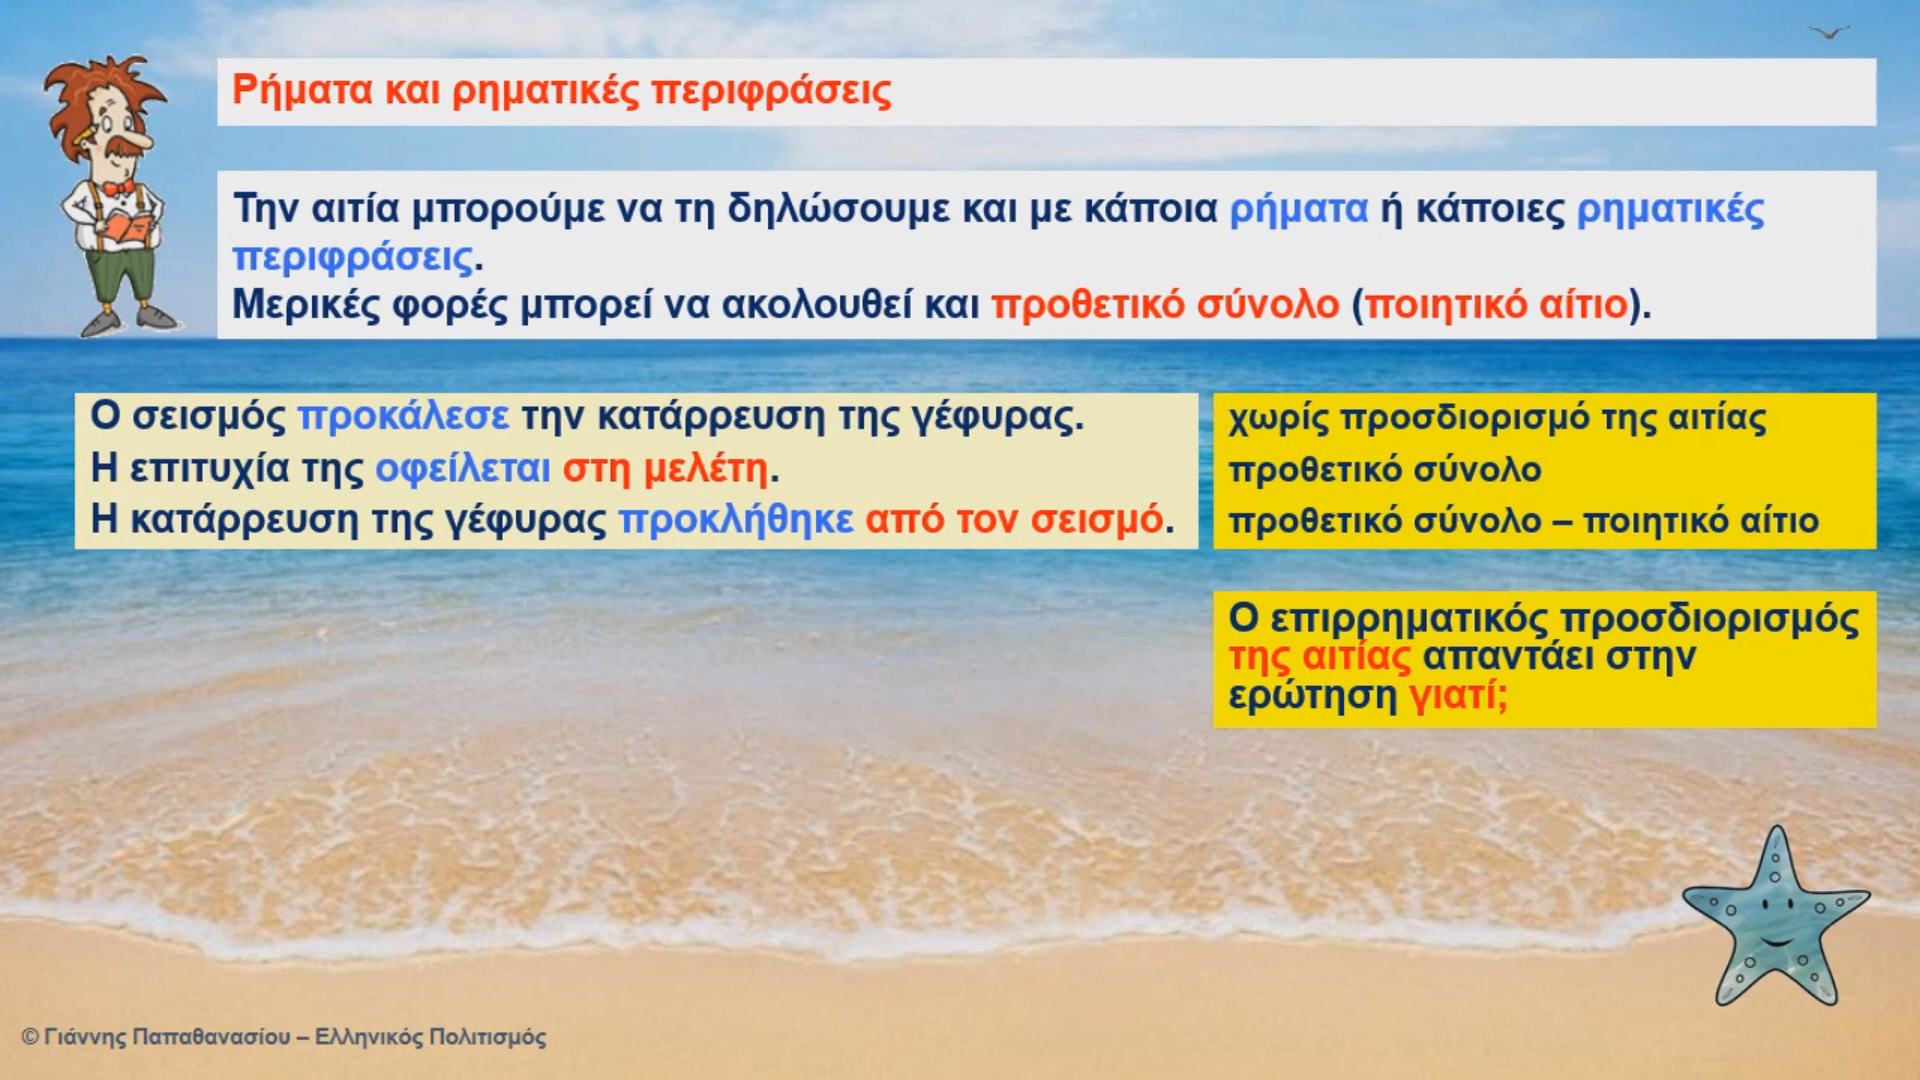 Ρήματα και ρηματικές περιφράσεις
Την αιτία μπορούμε να τη δηλώσουμε και με κάποια ρήματα ή κάποιες ρηματικές
περιφράσεις.
Μερικές φορές μπορεί να ακολουθεί και προθετικό σύνολο (ποιητικό αίτιο).
Ο σεισμός προκάλεσε την κατάρρευση της γέφυρας.
Η επιτυχία της οφείλεται στη μελέτη.
Η κατάρρευση της γέφυρας προκλήθηκε από τον σεισμό.
χωρίς προσδιορισμό της αιτίας
προθετικό σύνολο
προθετικό σύνολο – ποιητικό αίτιο
Ο επιρρηματικός προσδιορισμός
της αιτίας απαντάει στην
ερώτηση γιατί;
© Γιάννης Παπαθανασίου – Ελληνικός Πολιτισμός